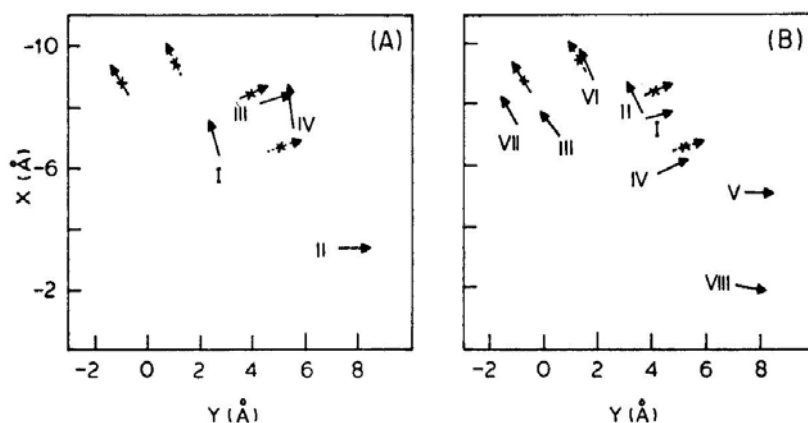 (A)
-10
-6
-2
X (Å)
III
IV
I
II
-2 0 2 4 6 8
Y (Å)
(B)
VI
II
I
VII
III
IV
V
VIII
-2 0 2 4 6 8
Y (Å)